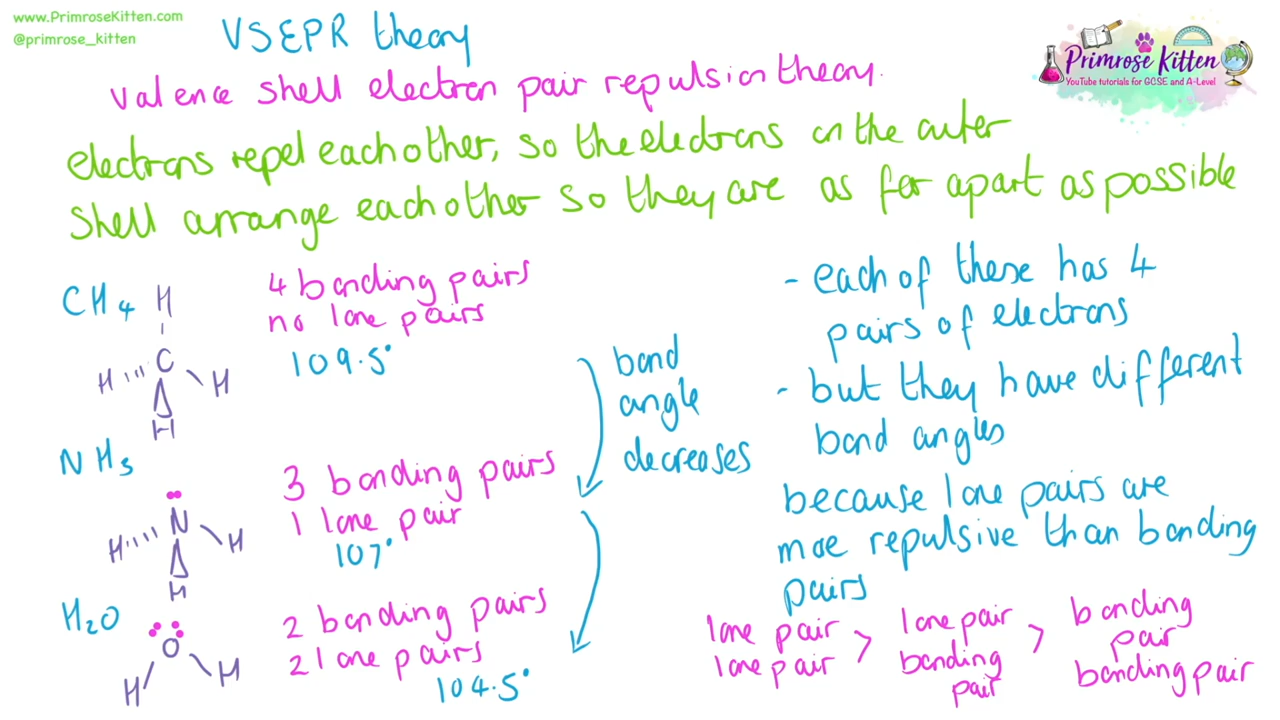 www.PrimroseKitten.com
@primrose_kitten
VSEPR theory
Primrose Kitten
YouTube tutorials for GCSE and A-Level
valence shell electron pair repulsion theory.
electrons repel each other, so the electrons in the outer
shell arrange each other so they are as far apart as possible
CH4
H
C
H
H
H
4 bonding pairs
no lone pairs
109.5°
NH3
N
H
H
H
3 bonding pairs
1 lone pair
107°
H2O
O
H
H
2 bonding pairs
2 lone pairs
104.5°
bond
angle
decreases
- each of these has 4
pairs of electrons
- but they have different
bond angles
because lone pairs are
more repulsive than bonding
pairs
lone pair
lone pair
>
lone pair
bonding
pair
>
bonding
pair
bonding pair